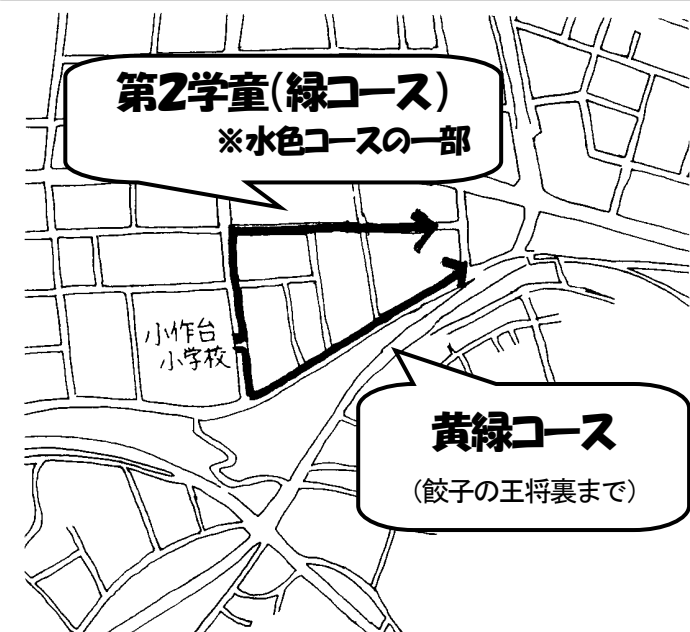 第2学童(緑コース)
※水色コースの一部
小作台
小学校
黄緑コース
(餃子の王将裏まで)